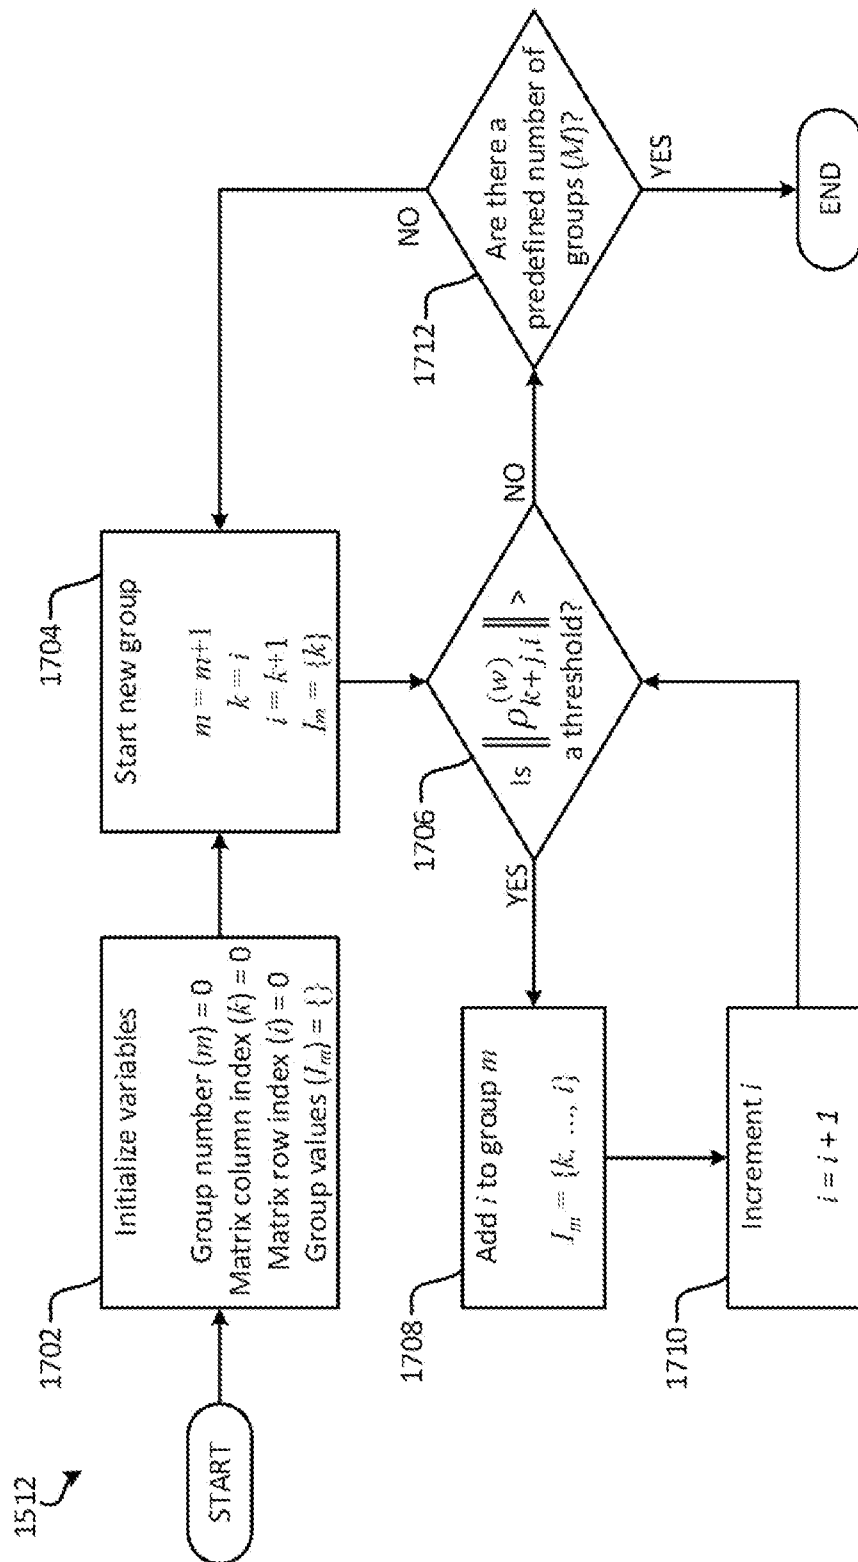 1512
START
1702
Initialize variables
Group number (m) = 0
Matrix column index (k) = 0
Matrix row index (i) = 0
Group values (I_m) = {}
1704
Start new group
m = m+1
k = i
i = k+1
I_m = {k}
1706
Is ‖ρ_{k+j,i}^{(w)}‖ >
a threshold?
YES
NO
1708
Add i to group m
I_m = {k, ..., i}
1710
Increment i
i = i + 1
1712
Are there a
predefined number of
groups (M)?
NO
YES
END